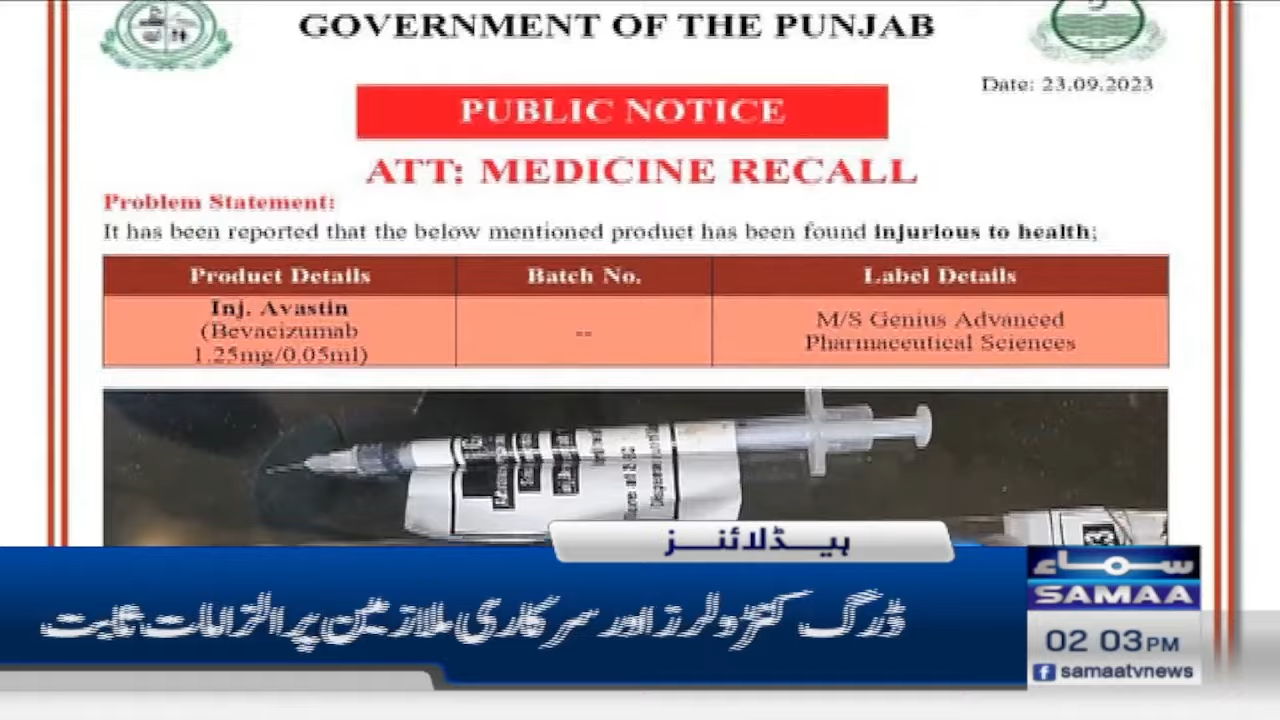 GOVERNMENT OF THE PUNJAB
Date: 23.09.2023
PUBLIC NOTICE
ATT: MEDICINE RECALL
Problem Statement:
It has been reported that the below mentioned product has been found injurious to health;
Product Details
Batch No.
Label Details
Inj. Avastin
(Bevacizumab
1.25mg/0.05ml)
--
M/S Genius Advanced
Pharmaceutical Sciences
ہیڈلائنز
ڈرگ کنٹرولرز اور سرکاری ملازمین پر الزامات ثابت
سماء
SAMAA
02 03 PM
samaatvnews